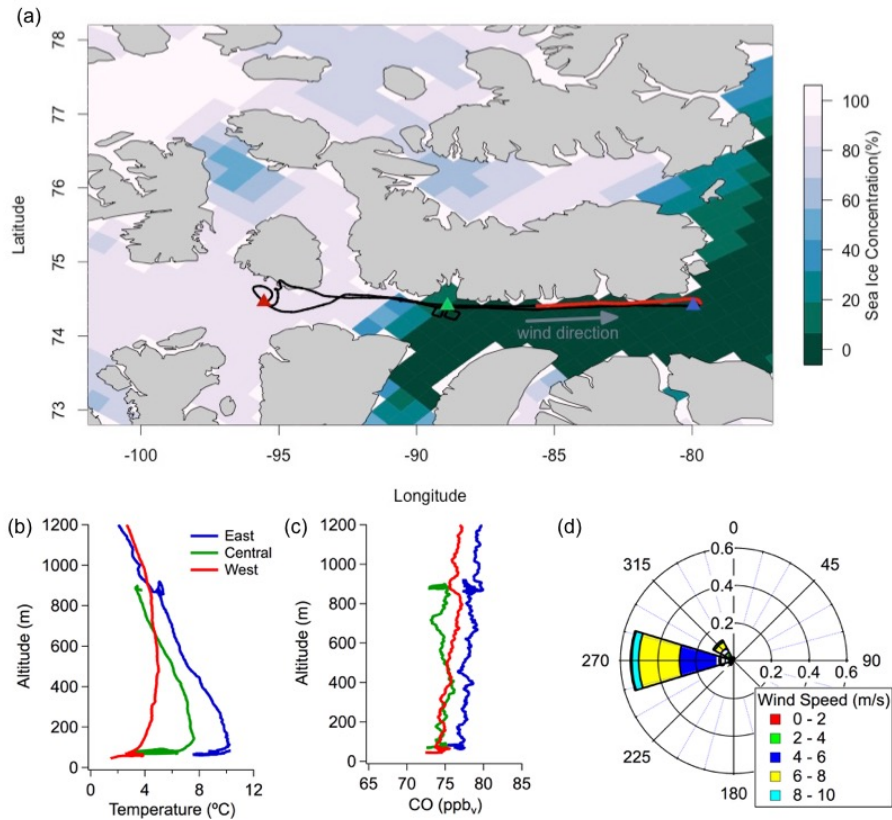 (a)
78
77
76
75
74
73
Latitude
wind direction
-100
-95
-90
-85
-80
Longitude
100
80
60
40
20
0
Sea Ice Concentration(%)
(b)
1200
1000
800
600
400
200
0
Altitude (m)
East
Central
West
0
4
8
12
Temperature (ºC)
(c)
1200
1000
800
600
400
200
0
Altitude (m)
65
70
75
80
85
CO (ppbv)
(d)
0
315
45
0.6
0.4
0.2
270
0.2 0.4 0.6
90
225
180
Wind Speed (m/s)
0 - 2
2 - 4
4 - 6
6 - 8
8 - 10